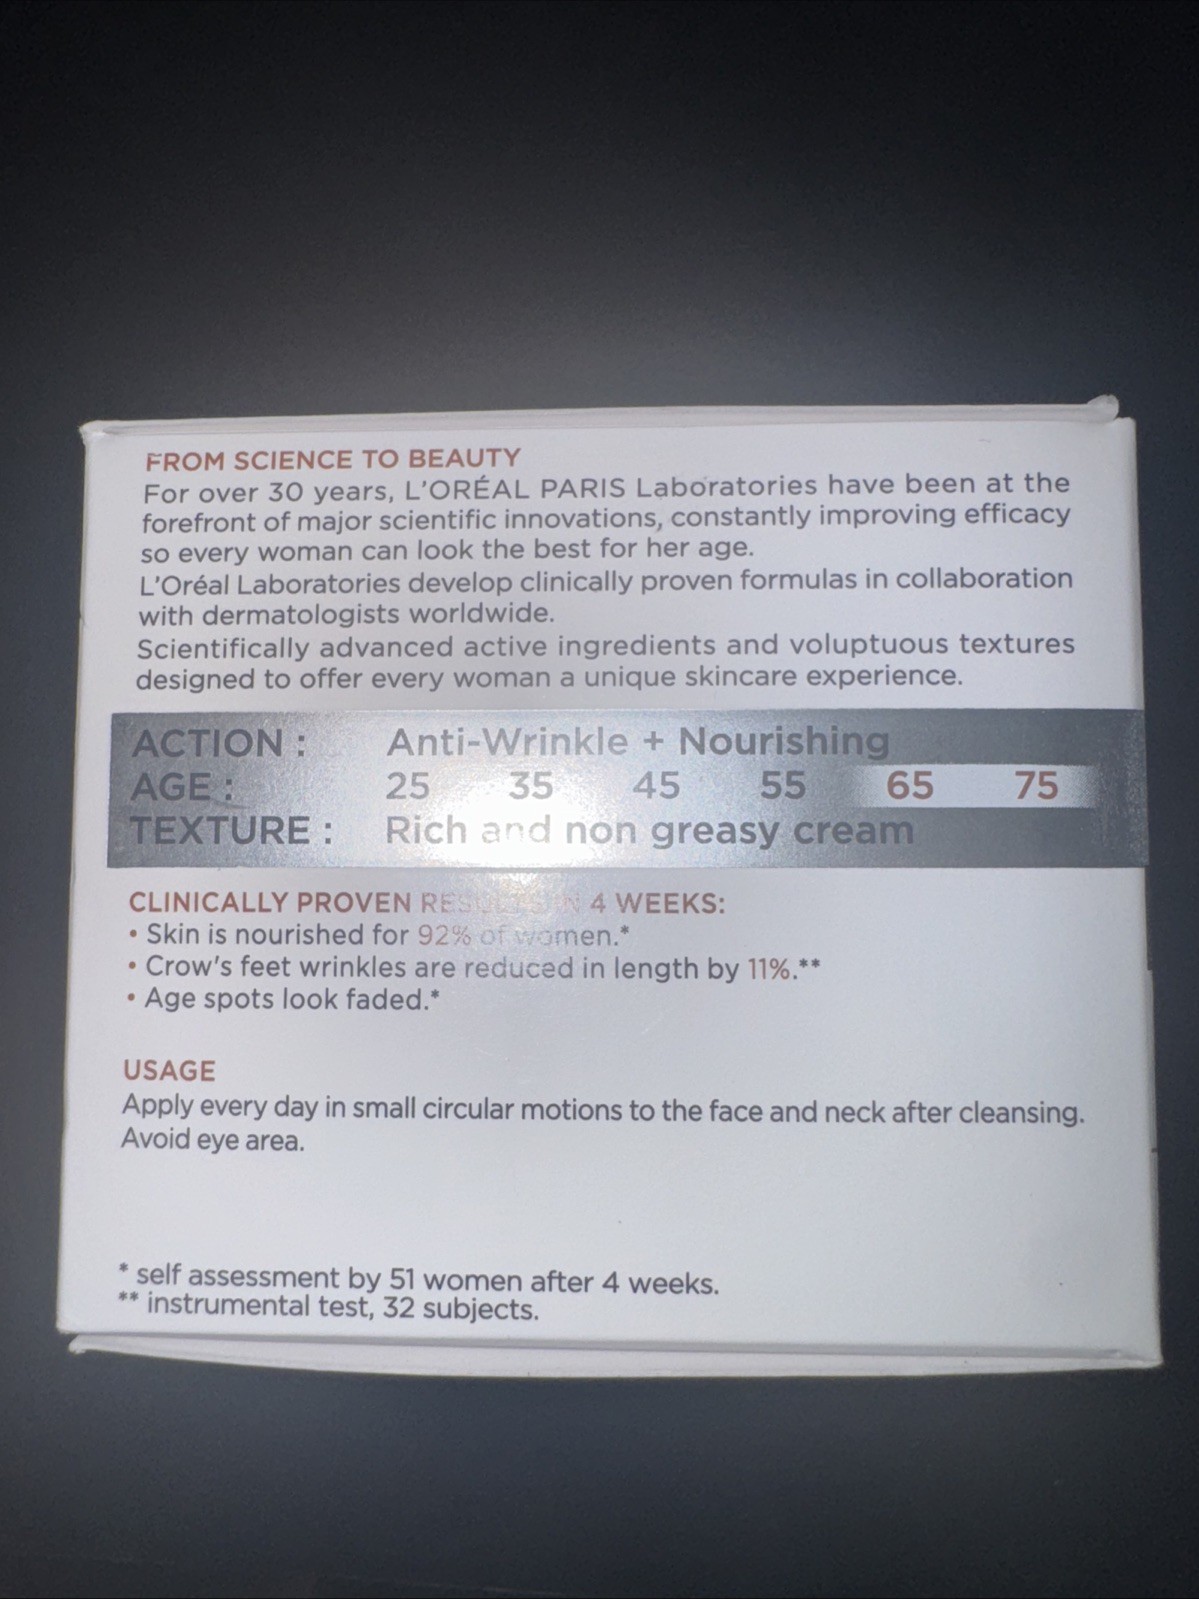 FROM SCIENCE TO BEAUTY
For over 30 years, L'ORÉAL PARIS Laboratories have been at the
forefront of major scientific innovations, constantly improving efficacy
so every woman can look the best for her age.
L'Oréal Laboratories develop clinically proven formulas in collaboration
with dermatologists worldwide.
Scientifically advanced active ingredients and voluptuous textures
designed to offer every woman a unique skincare experience.
ACTION : Anti-Wrinkle + Nourishing
AGE : 25 35 45 55 65 75
TEXTURE : Rich and non greasy cream
CLINICALLY PROVEN RESULTS IN 4 WEEKS:
• Skin is nourished for 92% of women.*
• Crow's feet wrinkles are reduced in length by 11%.**
• Age spots look faded.*
USAGE
Apply every day in small circular motions to the face and neck after cleansing.
Avoid eye area.
* self assessment by 51 women after 4 weeks.
** instrumental test, 32 subjects.